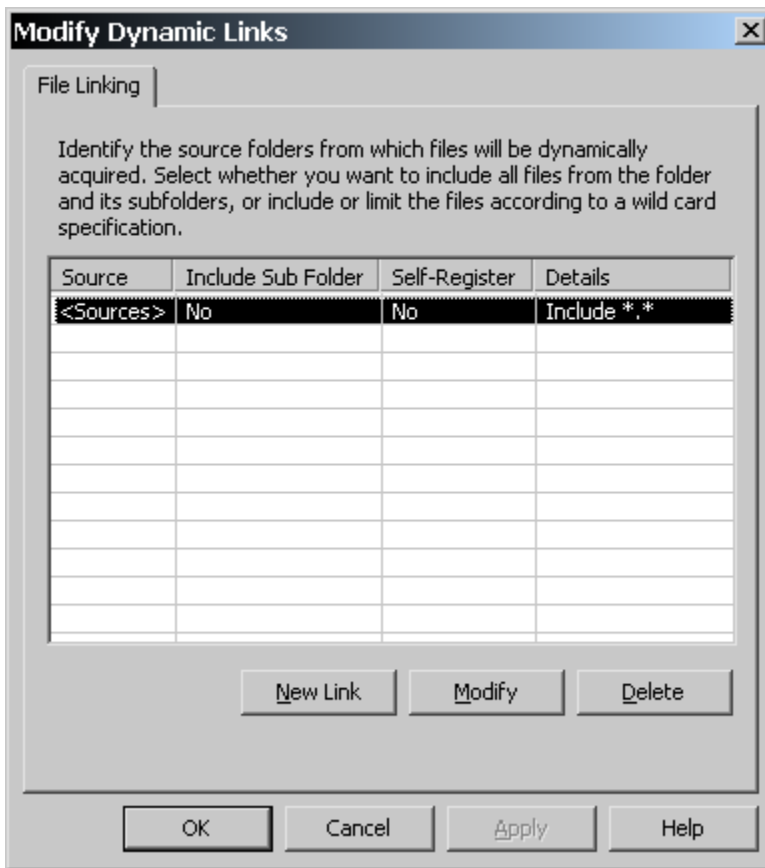 Modify Dynamic Links
File Linking
Identify the source folders from which files will be dynamically
acquired. Select whether you want to include all files from the folder
and its subfolders, or include or limit the files according to a wild card
specification.
Source Include Sub Folder Self-Register Details
<Sources> No No Include *.*
New Link Modify Delete
OK Cancel Apply Help